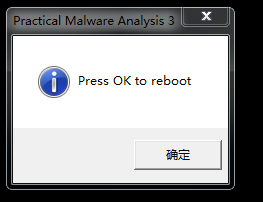 Practical Malware Analysis 3
Press OK to reboot
确定